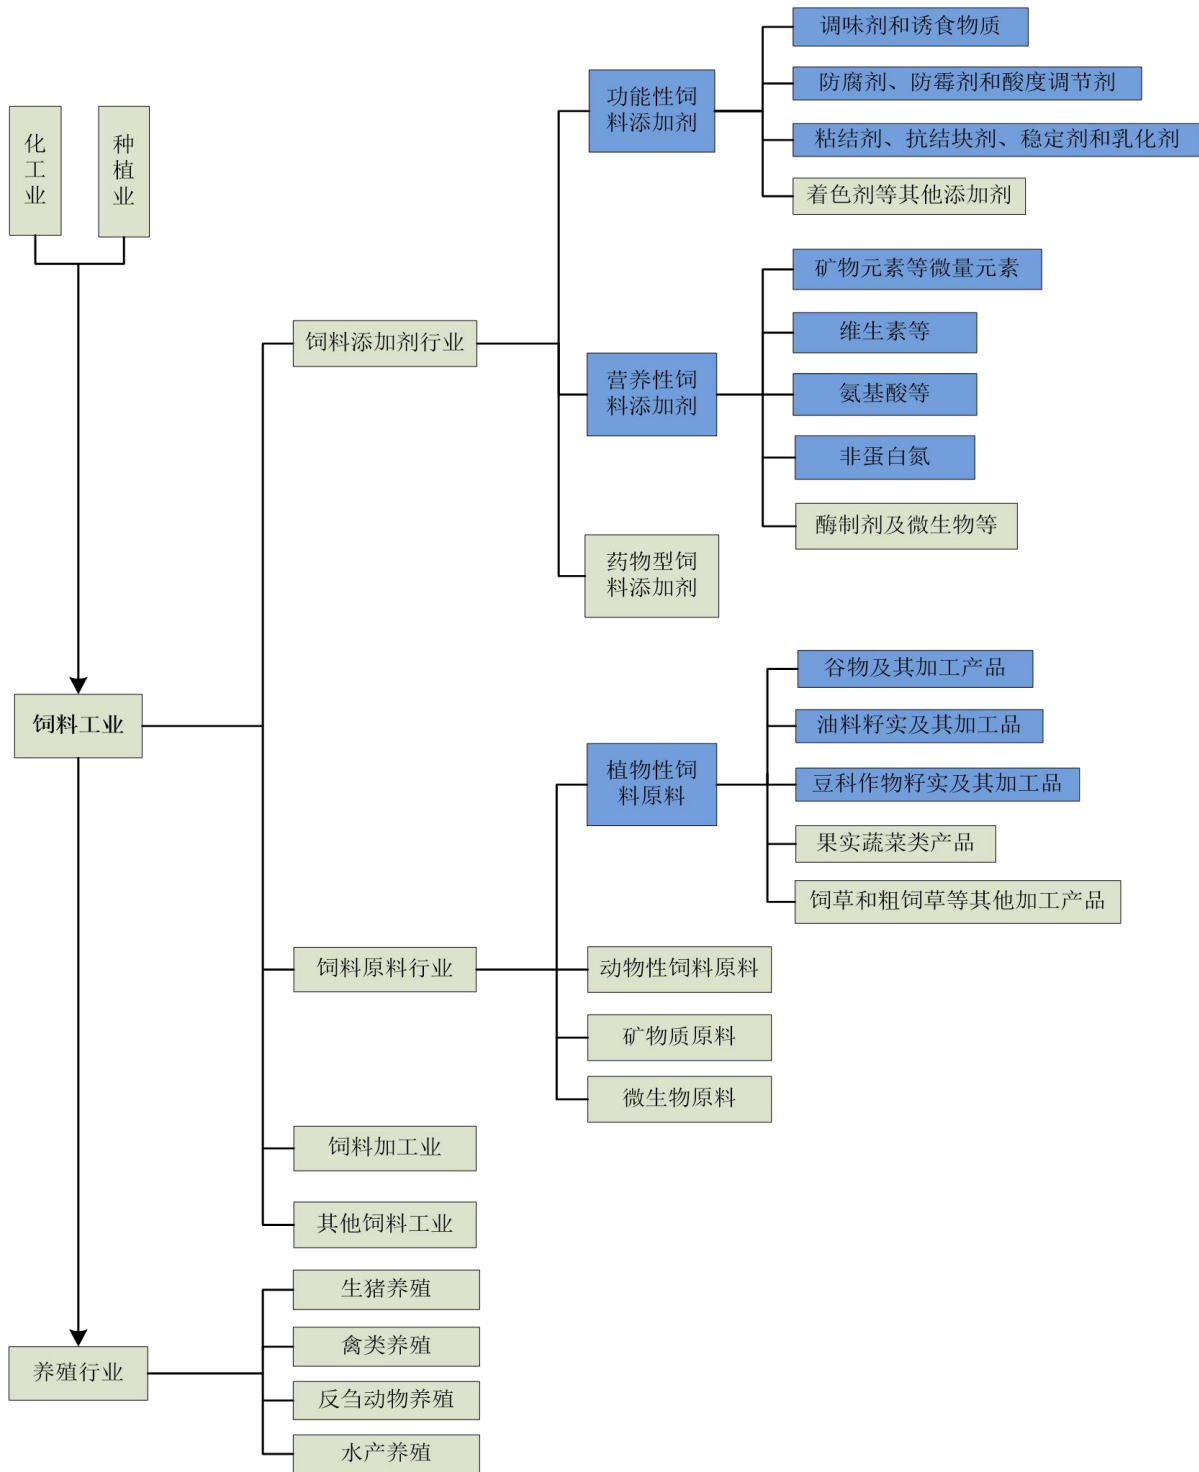 化
工
业
种
植
业
饲料工业
养殖行业
饲料添加剂行业
饲料原料行业
饲料加工业
其他饲料工业
生猪养殖
禽类养殖
反刍动物养殖
水产养殖
功能性饲
料添加剂
营养性饲
料添加剂
药物型饲
料添加剂
植物性饲
料原料
动物性饲料原料
矿物质原料
微生物原料
调味剂和诱食物质
防腐剂、防霉剂和酸度调节剂
粘结剂、抗结块剂、稳定剂和乳化剂
着色剂等其他添加剂
矿物元素等微量元素
维生素等
氨基酸等
非蛋白氮
酶制剂及微生物等
谷物及其加工产品
油料籽实及其加工品
豆科作物籽实及其加工品
果实蔬菜类产品
饲草和粗饲草等其他加工产品